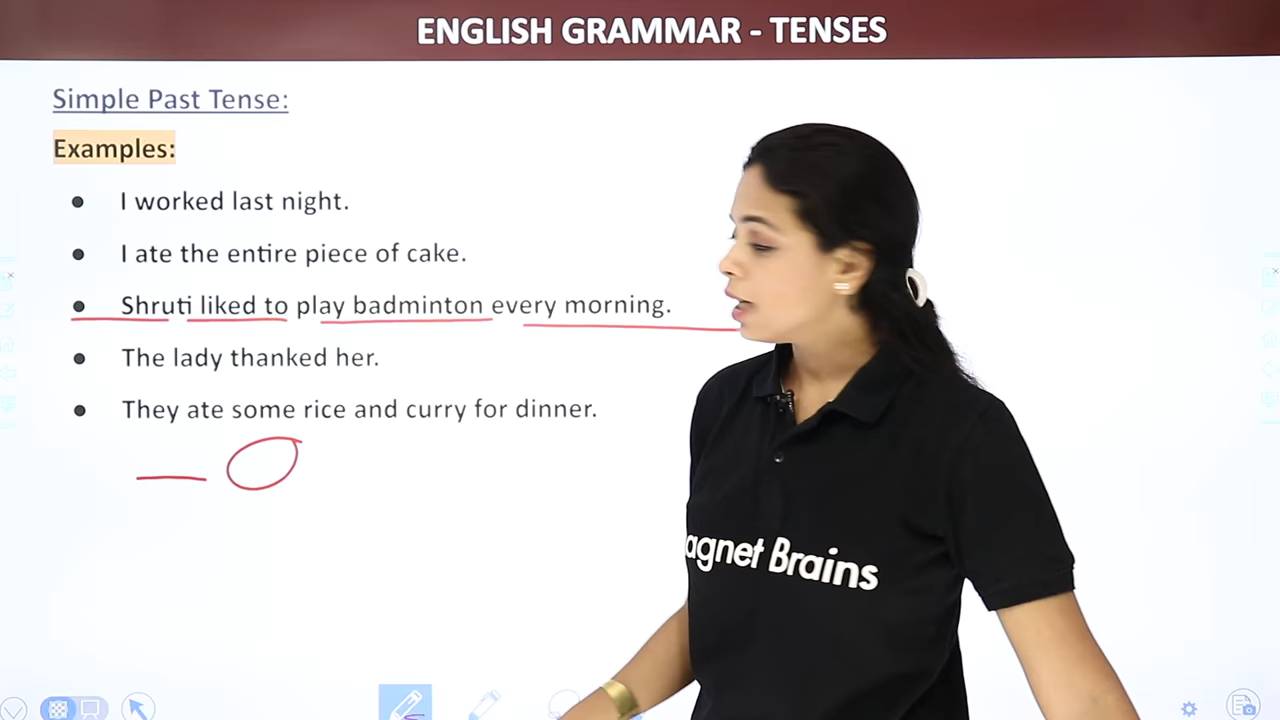 ENGLISH GRAMMAR - TENSES
Simple Past Tense:
Examples:
● I worked last night.
● I ate the entire piece of cake.
● Shruti liked to play badminton every morning.
● The lady thanked her.
● They ate some rice and curry for dinner.
agnet Brains